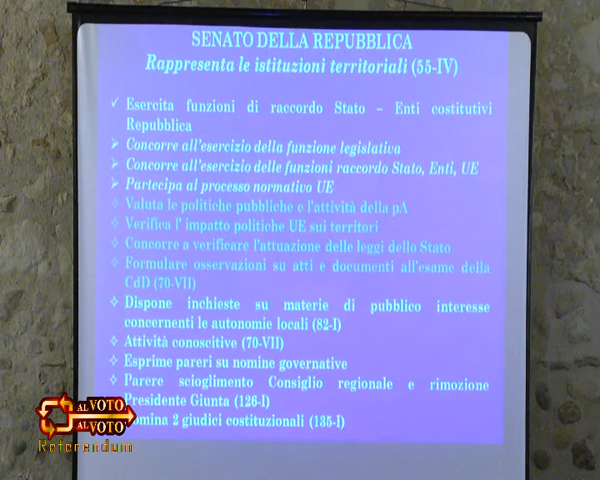 SENATO DELLA REPUBBLICA
Rappresenta le istituzioni territoriali (55-IV)
✓ Esercita funzioni di raccordo Stato – Enti costitutivi
Repubblica
➢ Concorre all'esercizio della funzione legislativa
➢ Concorre all'esercizio delle funzioni raccordo Stato, Enti, UE
➢ Partecipa al processo normativo UE
✧ Valuta le politiche pubbliche e l'attività della pA
✧ Verifica l' impatto politiche UE sui territori
✧ Concorre a verificare l'attuazione delle leggi dello Stato
✧ Formulare osservazioni su atti e documenti all'esame della
CdD (70-VII)
✧ Dispone inchieste su materie di pubblico interesse
concernenti le autonomie locali (82-I)
✧ Attività conoscitive (70-VII)
✧ Esprime pareri su nomine governative
✧ Parere scioglimento Consiglio regionale e rimozione
Presidente Giunta (126-I)
omina 2 giudici costituzionali (135-I)
AL VOTO,
AL VOTO
Referendum